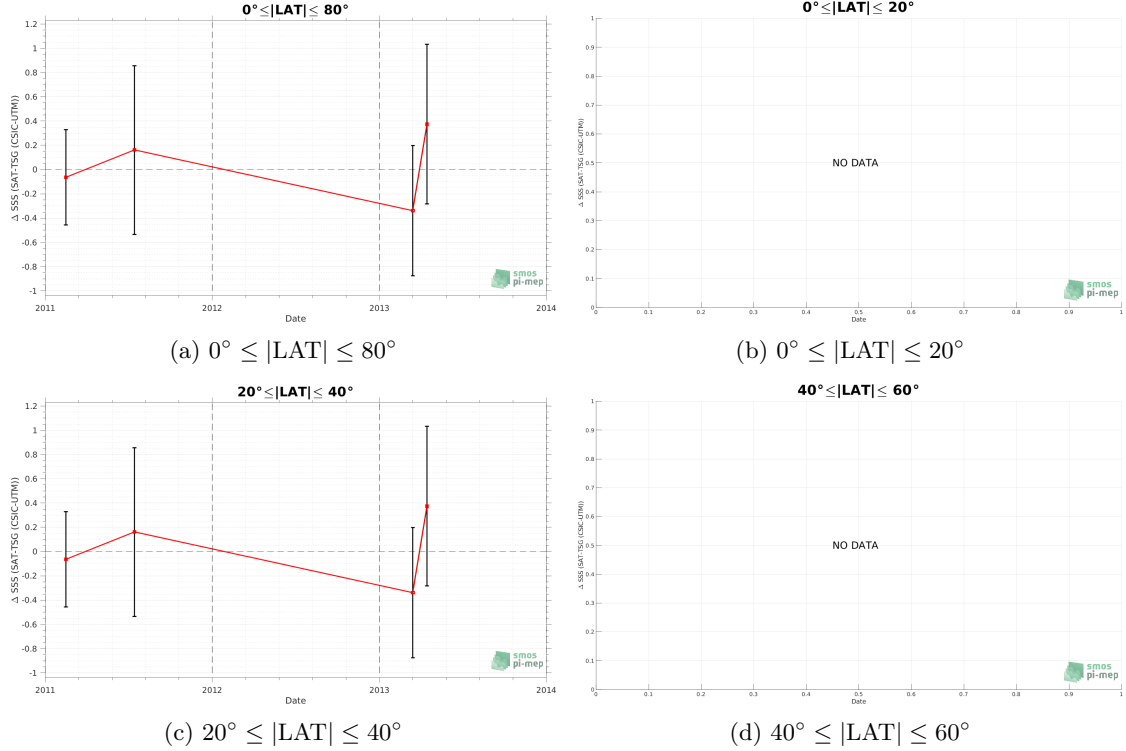 0°≤|LAT|≤ 80°
1.2
1
0.8
0.6
0.4
0.2
0
-0.2
-0.4
-0.6
-0.8
-1
Δ SSS (SAT-TSG (CSIC-UTM))
2011
2012
2013
2014
Date
smos
pi-mep
(a) 0° ≤ |LAT| ≤ 80°
0°≤|LAT|≤ 20°
1
0.9
0.8
0.7
0.6
0.5
0.4
0.3
0.2
0.1
0
Δ SSS (SAT-TSG (CSIC-UTM))
NO DATA
0
0.1
0.2
0.3
0.4
0.5
0.6
0.7
0.8
0.9
1
Date
smos
pi-mep
(b) 0° ≤ |LAT| ≤ 20°
20°≤|LAT|≤ 40°
1.2
1
0.8
0.6
0.4
0.2
0
-0.2
-0.4
-0.6
-0.8
-1
Δ SSS (SAT-TSG (CSIC-UTM))
2011
2012
2013
2014
Date
smos
pi-mep
(c) 20° ≤ |LAT| ≤ 40°
40°≤|LAT|≤ 60°
1
0.9
0.8
0.7
0.6
0.5
0.4
0.3
0.2
0.1
0
Δ SSS (SAT-TSG (CSIC-UTM))
NO DATA
0
0.1
0.2
0.3
0.4
0.5
0.6
0.7
0.8
0.9
1
Date
smos
pi-mep
(d) 40° ≤ |LAT| ≤ 60°